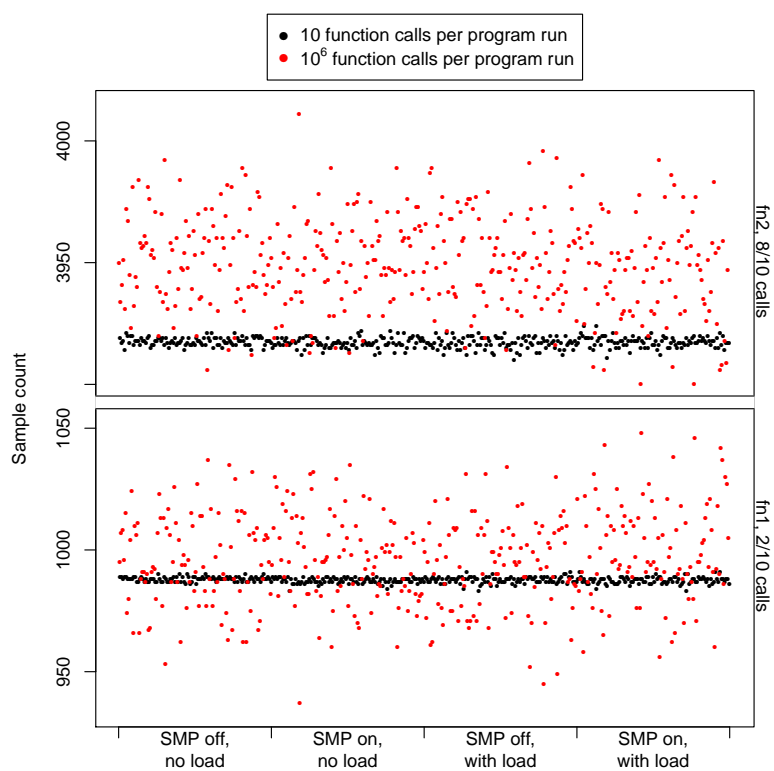 10 function calls per program run
10⁶ function calls per program run
4000
3950
fn2, 8/10 calls
Sample count
1050
1000
950
fn1, 2/10 calls
SMP off, no load
SMP on, no load
SMP off, with load
SMP on, with load